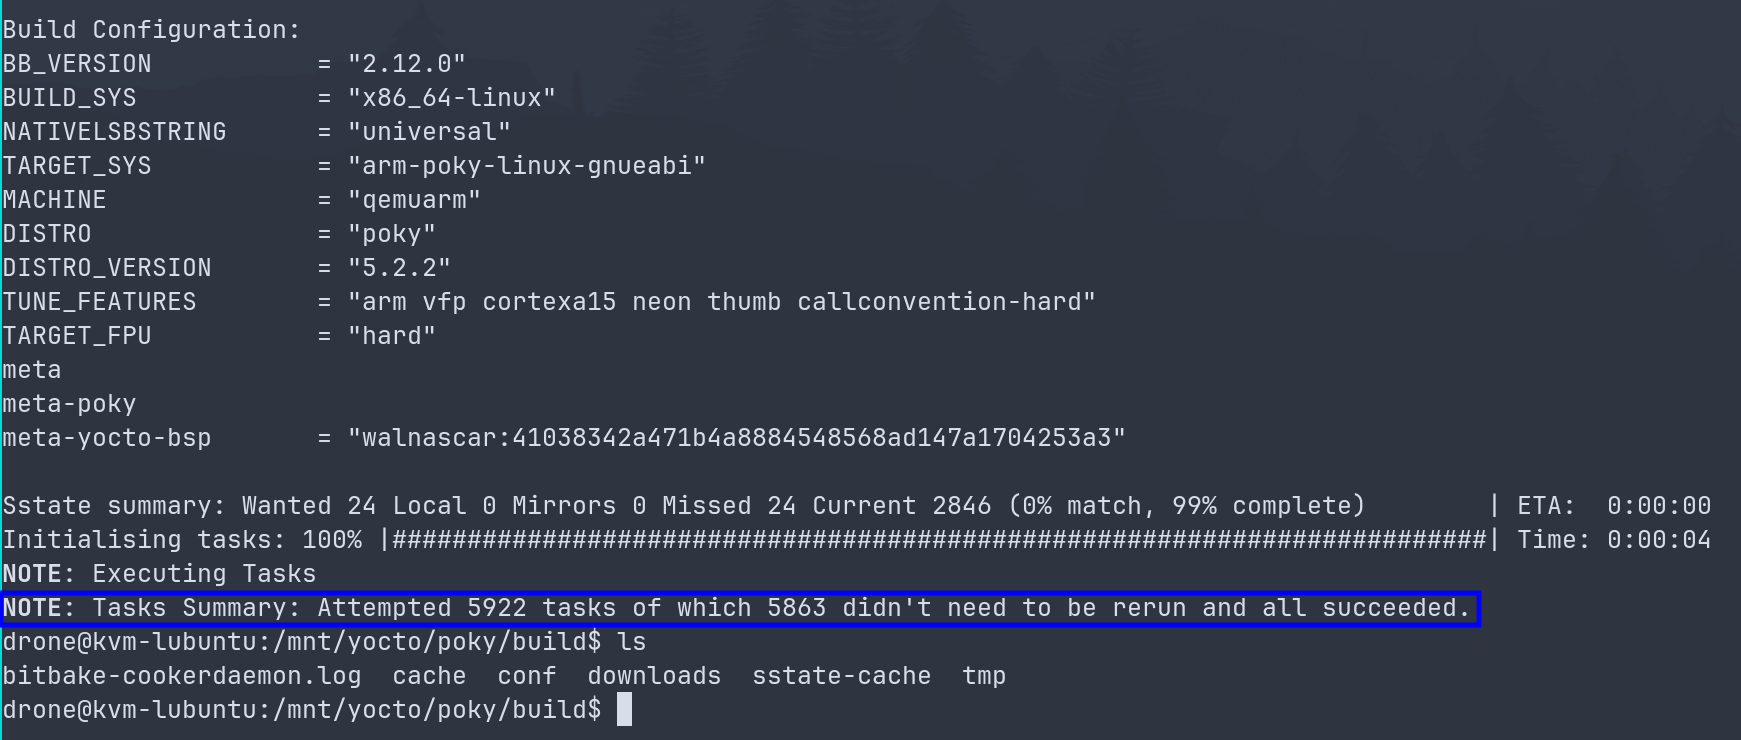 Build Configuration:
BB_VERSION           = "2.12.0"
BUILD_SYS            = "x86_64-linux"
NATIVELSBSTRING      = "universal"
TARGET_SYS           = "arm-poky-linux-gnueabi"
MACHINE              = "qemuarm"
DISTRO               = "poky"
DISTRO_VERSION       = "5.2.2"
TUNE_FEATURES        = "arm vfp cortexa15 neon thumb callconvention-hard"
TARGET_FPU           = "hard"
meta
meta-poky
meta-yocto-bsp       = "walnascar:41038342a471b4a8884548568ad147a1704253a3"
Sstate summary: Wanted 24 Local 0 Mirrors 0 Missed 24 Current 2846 (0% match, 99% complete)        | ETA:  0:00:00
Initialising tasks: 100% |#########################################################################| Time: 0:00:04
NOTE: Executing Tasks
NOTE: Tasks Summary: Attempted 5922 tasks of which 5863 didn't need to be rerun and all succeeded.
drone@kvm-lubuntu:/mnt/yocto/poky/build$ ls
bitbake-cookerdaemon.log  cache  conf  downloads  sstate-cache  tmp
drone@kvm-lubuntu:/mnt/yocto/poky/build$